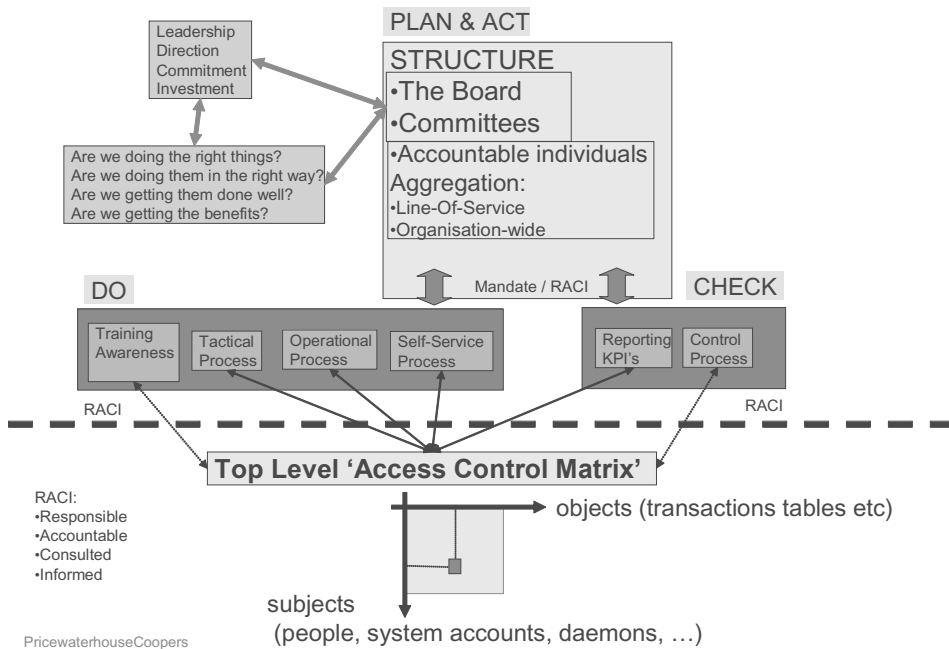 PLAN & ACT
Leadership
Direction
Commitment
Investment
STRUCTURE
•The Board
•Committees
•Accountable individuals
Aggregation:
•Line-Of-Service
•Organisation-wide
Are we doing the right things?
Are we doing them in the right way?
Are we getting them done well?
Are we getting the benefits?
Mandate / RACI
DO
CHECK
Training
Awareness
Tactical
Process
Operational
Process
Self-Service
Process
Reporting
KPI's
Control
Process
RACI
RACI
Top Level ‘Access Control Matrix’
RACI:
•Responsible
•Accountable
•Consulted
•Informed
objects (transactions tables etc)
subjects
(people, system accounts, daemons, …)
PricewaterhouseCoopers